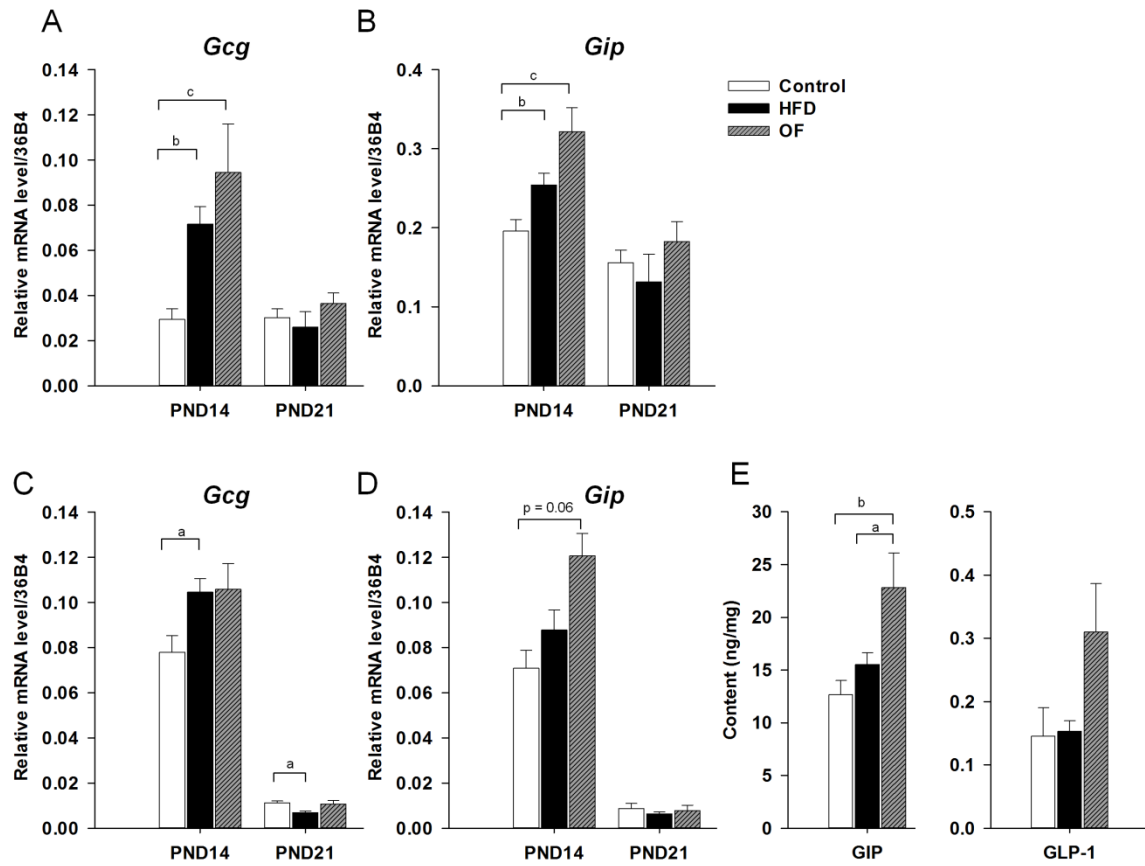 A
Gcg
Relative mRNA level/36B4
0.14
0.12
0.10
0.08
0.06
0.04
0.02
0.00
c
b
PND14 PND21
B
Gip
Relative mRNA level/36B4
0.4
0.3
0.2
0.1
0.0
c
b
PND14 PND21
Control
HFD
OF
C
Gcg
Relative mRNA level/36B4
0.14
0.12
0.10
0.08
0.06
0.04
0.02
0.00
a
a
PND14 PND21
D
Gip
Relative mRNA level/36B4
0.14
0.12
0.10
0.08
0.06
0.04
0.02
0.00
p = 0.06
PND14 PND21
E
Content (ng/mg)
30
25
20
15
10
5
0
b
a
GIP
0.5
0.4
0.3
0.2
0.1
0.0
GLP-1